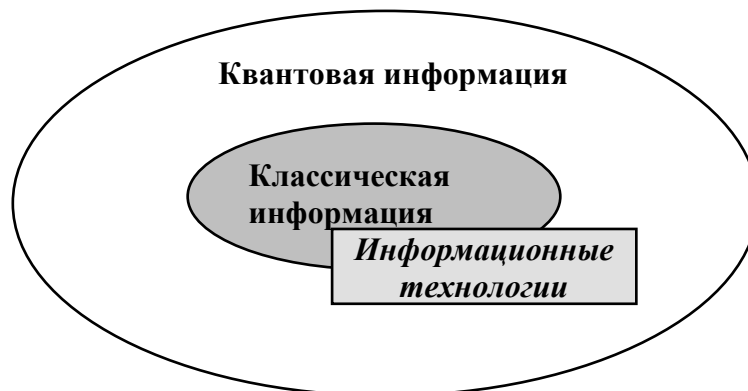 Квантовая информация
Классическая
информация
Информационные
технологии